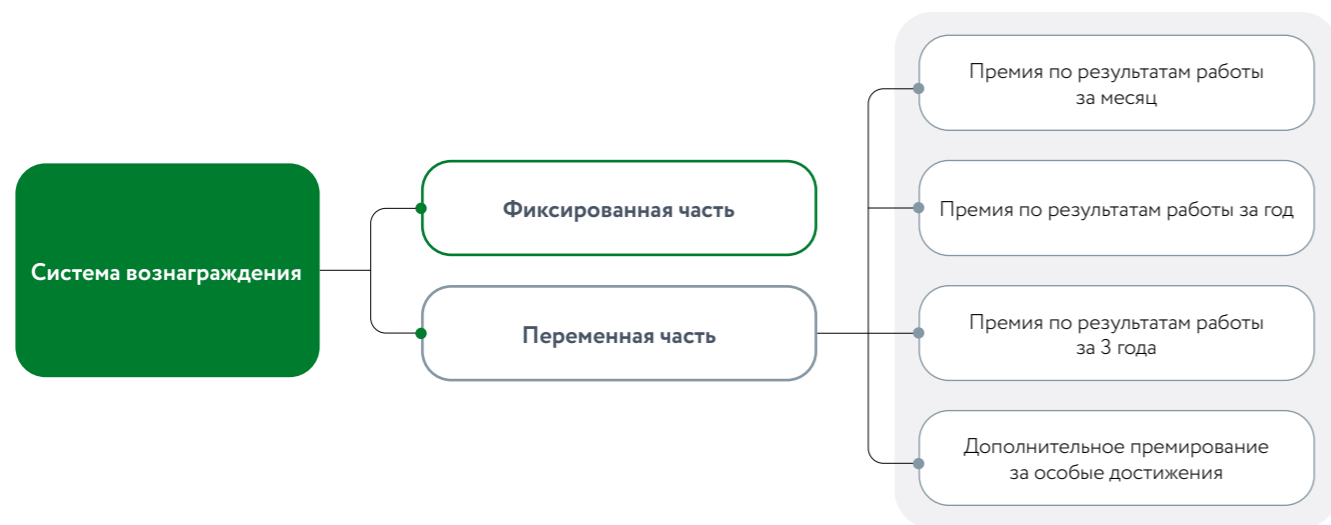 Система вознаграждения
Фиксированная часть
Переменная часть
Премия по результатам работы
за месяц
Премия по результатам работы за год
Премия по результатам работы
за 3 года
Дополнительное премирование
за особые достижения